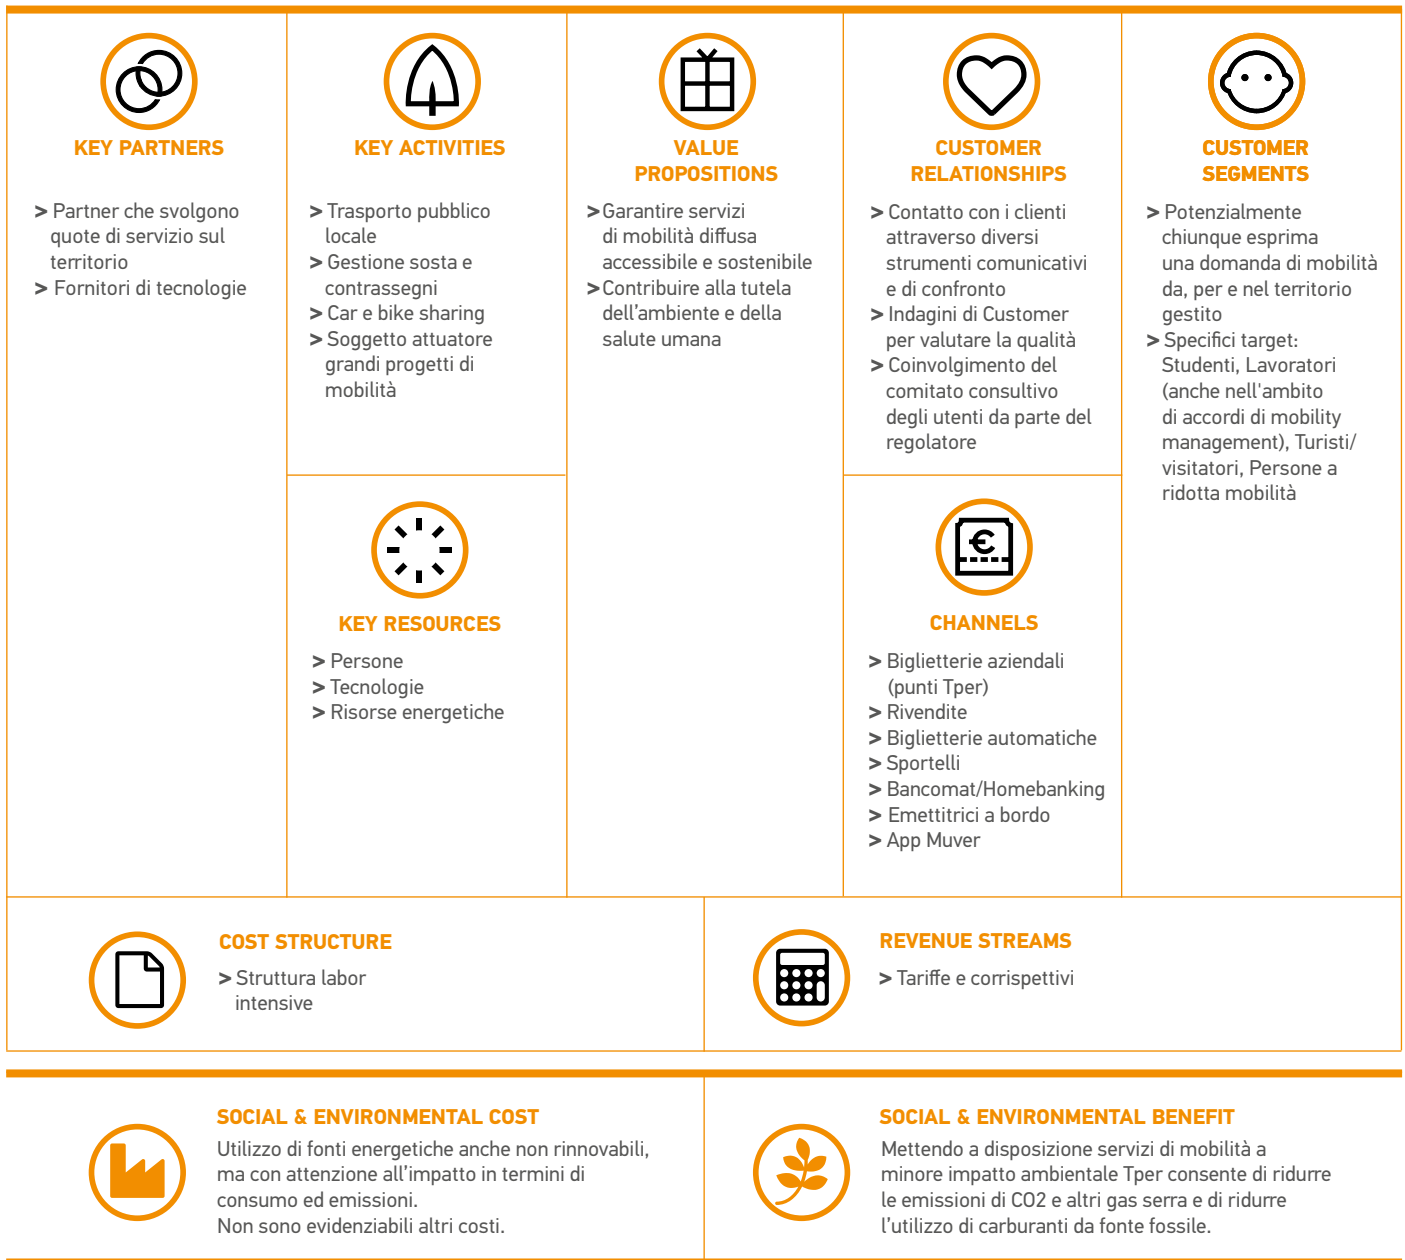 KEY PARTNERS
> Partner che svolgono
quote di servizio sul
territorio
> Fornitori di tecnologie
KEY ACTIVITIES
> Trasporto pubblico
locale
> Gestione sosta e
contrassegni
> Car e bike sharing
> Soggetto attuatore
grandi progetti di
mobilità
KEY RESOURCES
> Persone
> Tecnologie
> Risorse energetiche
VALUE
PROPOSITIONS
> Garantire servizi
di mobilità diffusa
accessibile e sostenibile
> Contribuire alla tutela
dell’ambiente e della
salute umana
CUSTOMER
RELATIONSHIPS
> Contatto con i clienti
attraverso diversi
strumenti comunicativi
e di confronto
> Indagini di Customer
per valutare la qualità
> Coinvolgimento del
comitato consultivo
degli utenti da parte del
regolatore
€
CHANNELS
> Biglietterie aziendali
(punti Tper)
> Rivendite
> Biglietterie automatiche
> Sportelli
> Bancomat/Homebanking
> Emettitrici a bordo
> App Muver
CUSTOMER
SEGMENTS
> Potenzialmente
chiunque esprima
una domanda di mobilità
da, per e nel territorio
gestito
> Specifici target:
Studenti, Lavoratori
(anche nell'ambito
di accordi di mobility
management), Turisti/
visitatori, Persone a
ridotta mobilità
COST STRUCTURE
> Struttura labor
intensive
REVENUE STREAMS
> Tariffe e corrispettivi
SOCIAL & ENVIRONMENTAL COST
Utilizzo di fonti energetiche anche non rinnovabili,
ma con attenzione all’impatto in termini di
consumo ed emissioni.
Non sono evidenziabili altri costi.
SOCIAL & ENVIRONMENTAL BENEFIT
Mettendo a disposizione servizi di mobilità a
minore impatto ambientale Tper consente di ridurre
le emissioni di CO2 e altri gas serra e di ridurre
l’utilizzo di carburanti da fonte fossile.